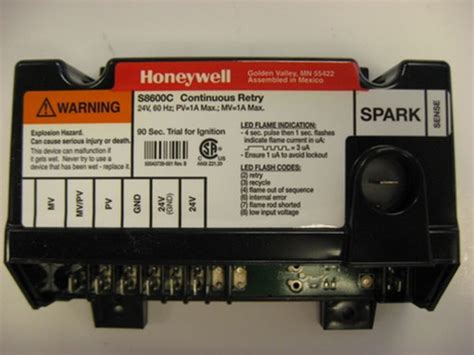 Honeywell
Golden Valley, MN 55422
Assembled in Mexico
WARNING
Explosion Hazard.
Can cause serious injury or death.
This device can malfunction if
it gets wet. Never try to use a
device that has been wet - replace it.
S8600C Continuous Retry
24V, 60 Hz; PV=1A Max.; MV=1A Max.
90 Sec. Trial for Ignition
ANSI Z21.20
LED FLAME INDICATION:
- 4 sec. pulse then 1 sec. flashes
indicate flame current in uA:
- Ensure 1 uA to avoid lockout
LED FLASH CODES:
(2) retry
(3) recycle
(4) flame out of sequence
(6) internal error
(7) flame rod shorted
(8) low input voltage
SPARK
SENSE
MV
MV/PV
PV
GND
24V (GND)
24V